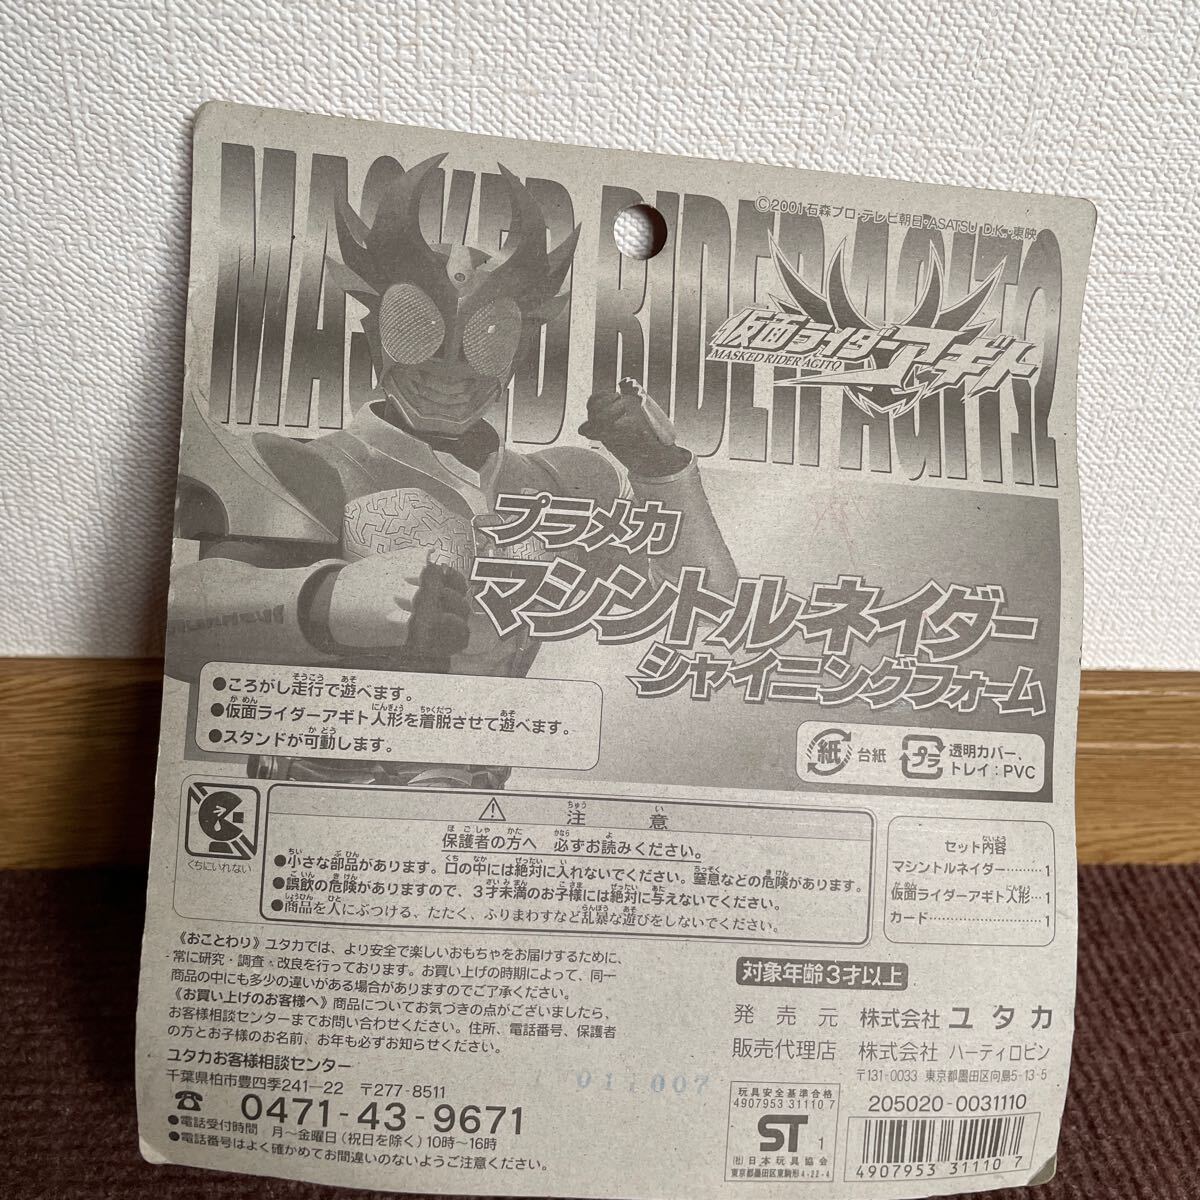 MASKED RIDER AGITΩ
©2001 石森プロ・テレビ朝日・ASATSU D.K.・東映
仮面ライダーアギト
MASKED RIDER AGITΩ
プラメカ
マシントルネイダー
シャイニングフォーム
●ころがし走行で遊べます。
●仮面ライダーアギト人形を着脱させて遊べます。
●スタンドが可動します。
紙 台紙
プラ 透明カバー、
トレイ:PVC
くちにいれない
⚠注意
保護者の方へ 必ずお読みください。
●小さな部品があります。口の中には絶対に入れないでください。窒息などの危険があります。
●誤飲の危険がありますので、3才未満のお子様には絶対に与えないでください。
●商品を人にぶつける、たたく、ふりまわすなど乱暴な遊びをしないでください。
セット内容
マシントルネイダー………1
仮面ライダーアギト人形…1
カード……………………1
《おことわり》ユタカでは、より安全で楽しいおもちゃをお届けするために、
常に研究・調査・改良を行っております。お買い上げの時期によって、同一
商品の中にも多少の違いがある場合がありますのでご了承ください。
《お買い上げのお客様へ》商品についてお気づきの点がございましたら、
お客様相談センターまでお問い合わせください。住所、電話番号、保護者
の方とお子様のお名前、お年も必ずお知らせください。
ユタカお客様相談センター
千葉県柏市豊四季241-22 〒277-8511
☎ 0471-43-9671
●電話受付時間 月~金曜日(祝日を除く)10時~16時
●電話番号はよく確かめてお間違いのないようご注意ください。
対象年齢3才以上
発売元 株式会社 ユタカ
販売代理店 株式会社 ハーティロビン
〒131-0033 東京都墨田区向島5-13-5
玩具安全基準合格
4907953 31110 7
ST 1
(社)日本玩具協会
東京都墨田区東駒形4-22-4
205020-0031110
4907953 311107